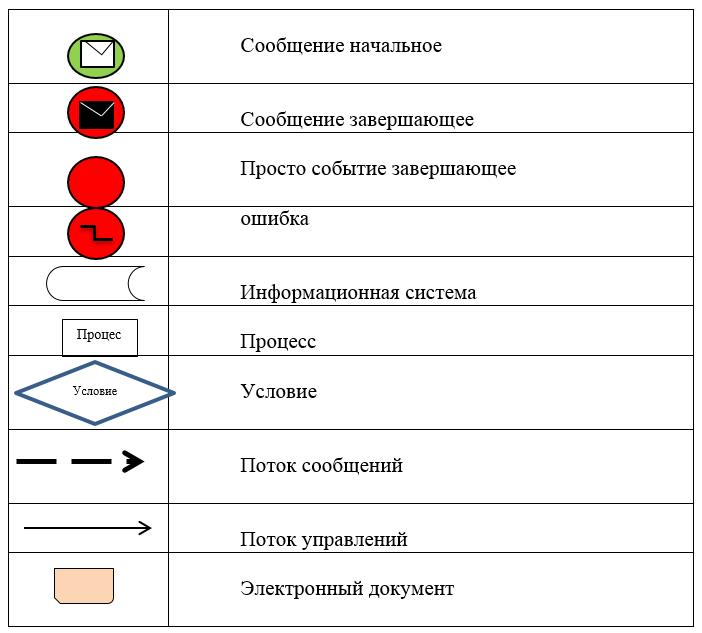 Сообщение начальное
Сообщение завершающее
Просто событие завершающее
ошибка
Информационная система
Процес
Процесс
Условие
Условие
Поток сообщений
Поток управлений
Электронный документ